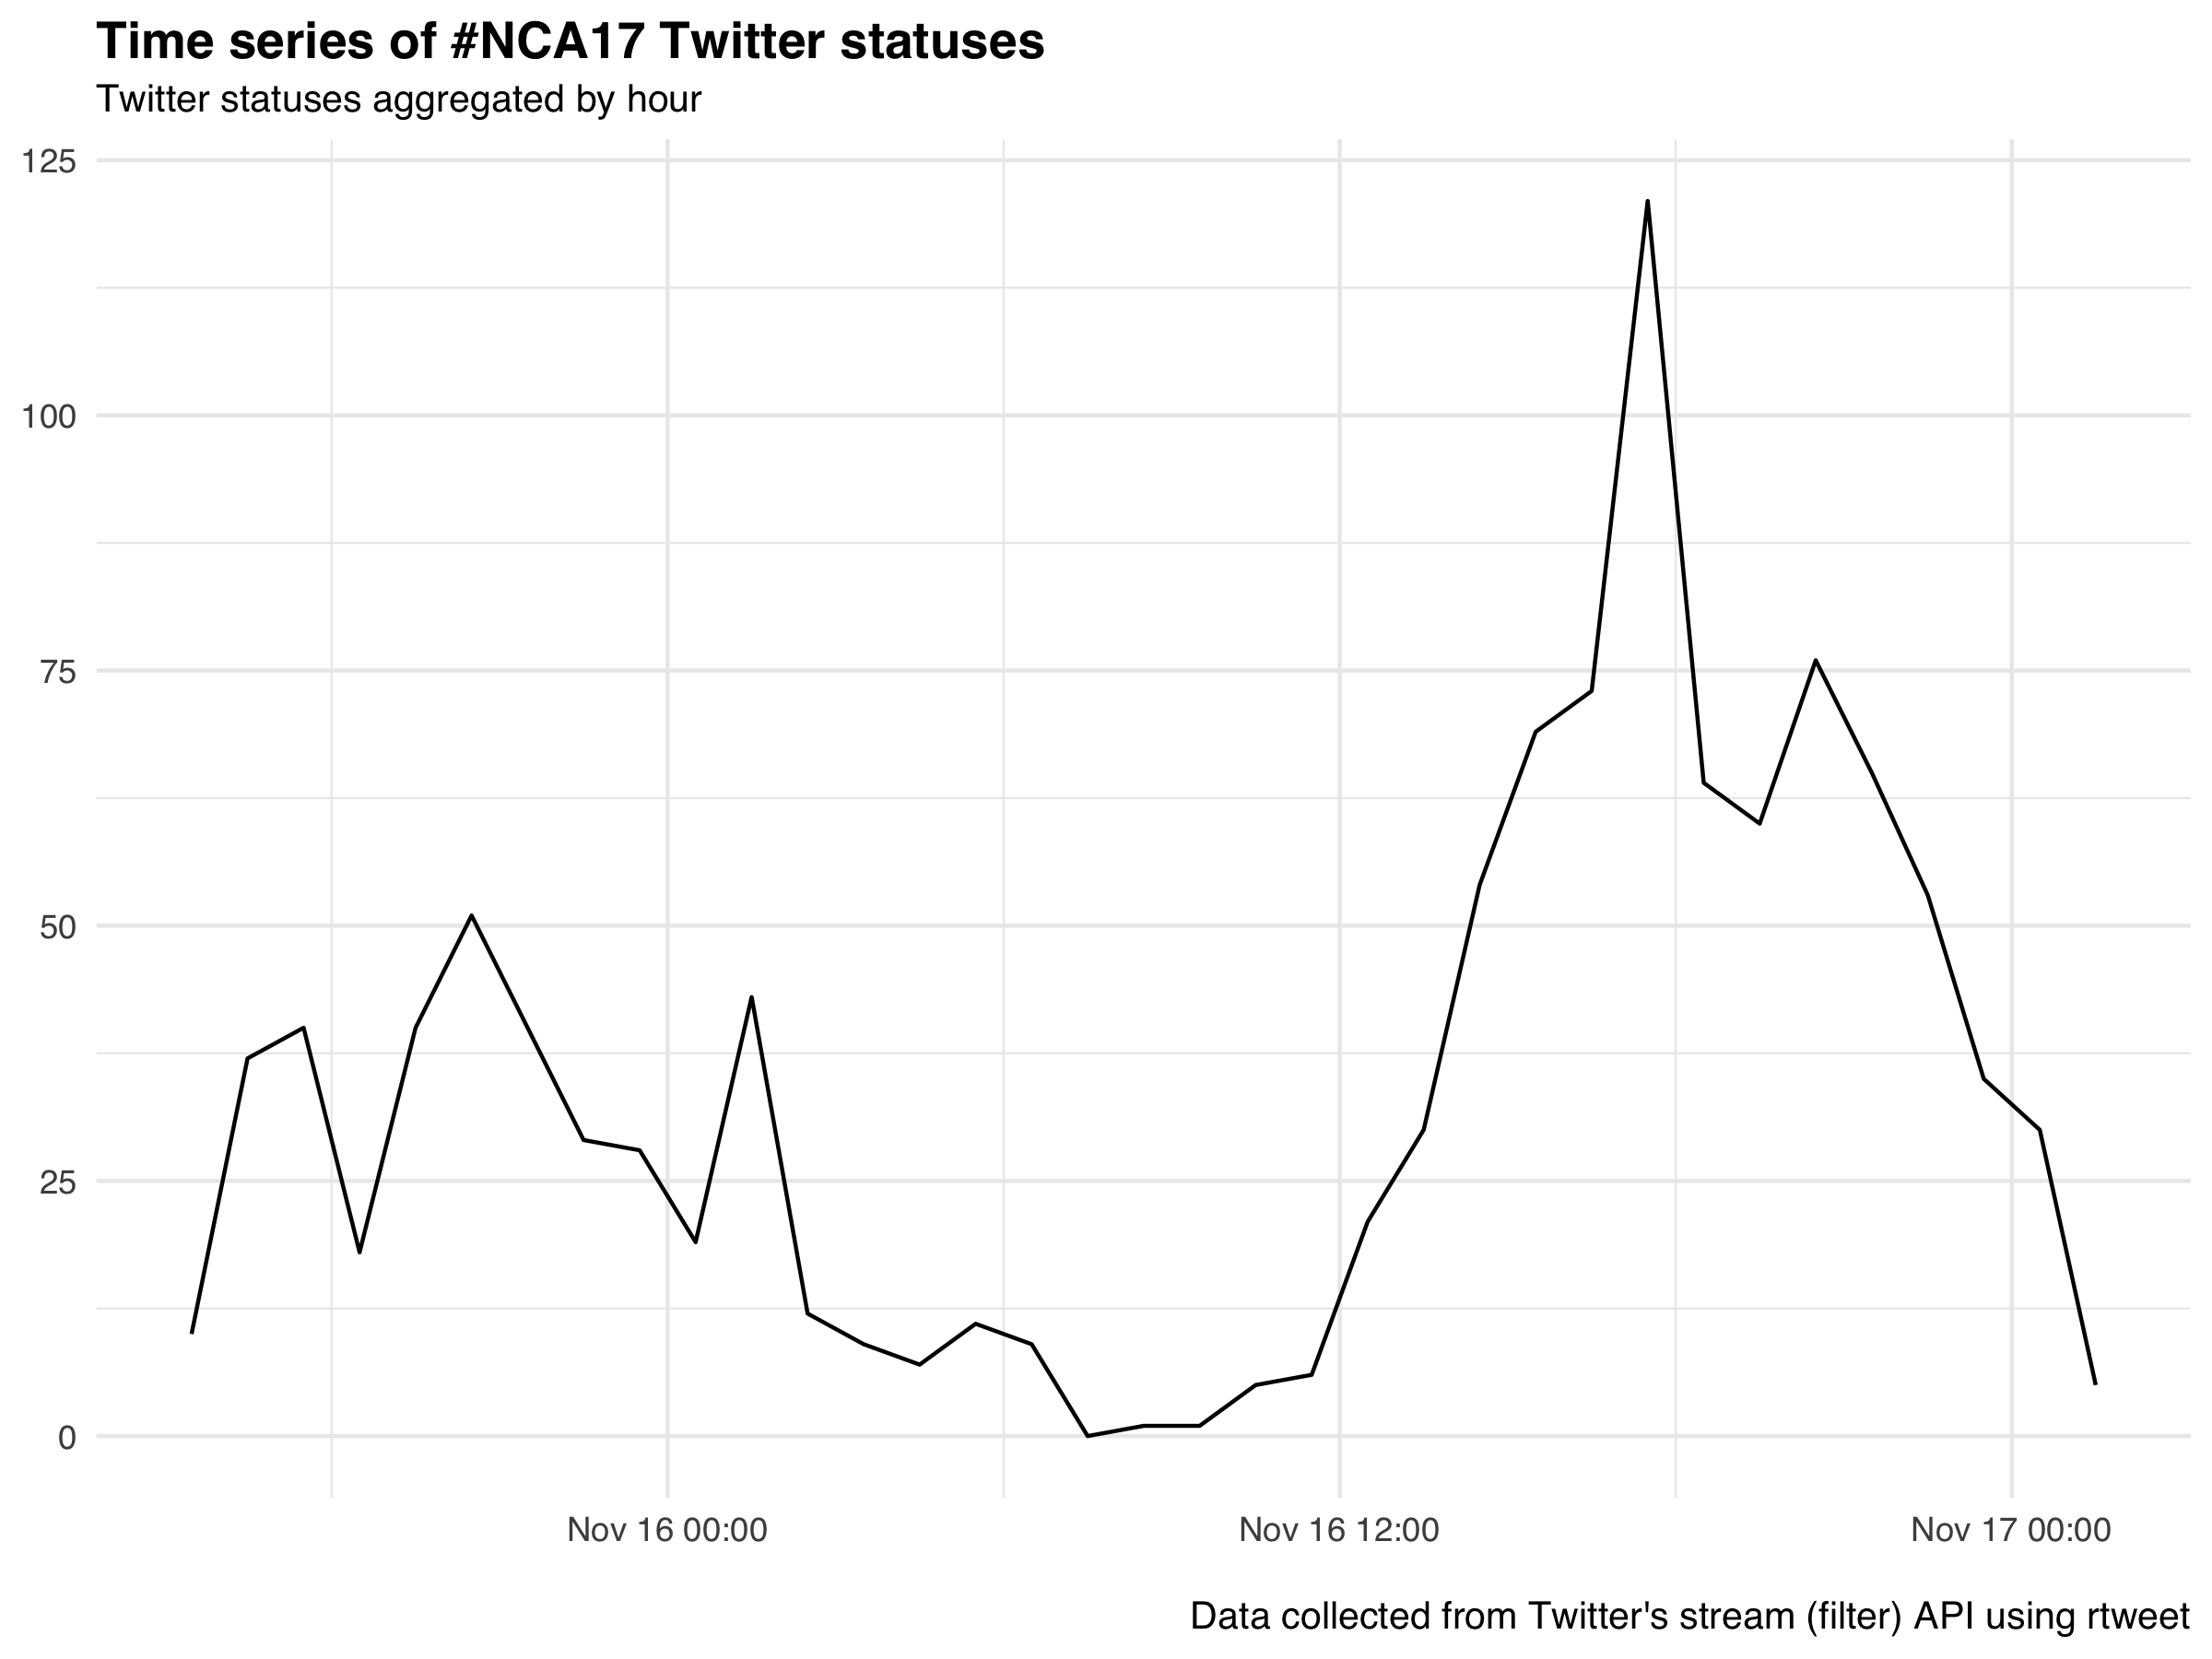 Time series of #NCA17 Twitter statuses
Twitter statuses aggregated by hour
125
100
75
50
25
0
Nov 16 00:00 Nov 16 12:00 Nov 17 00:00
Data collected from Twitter's stream (filter) API using rtweet